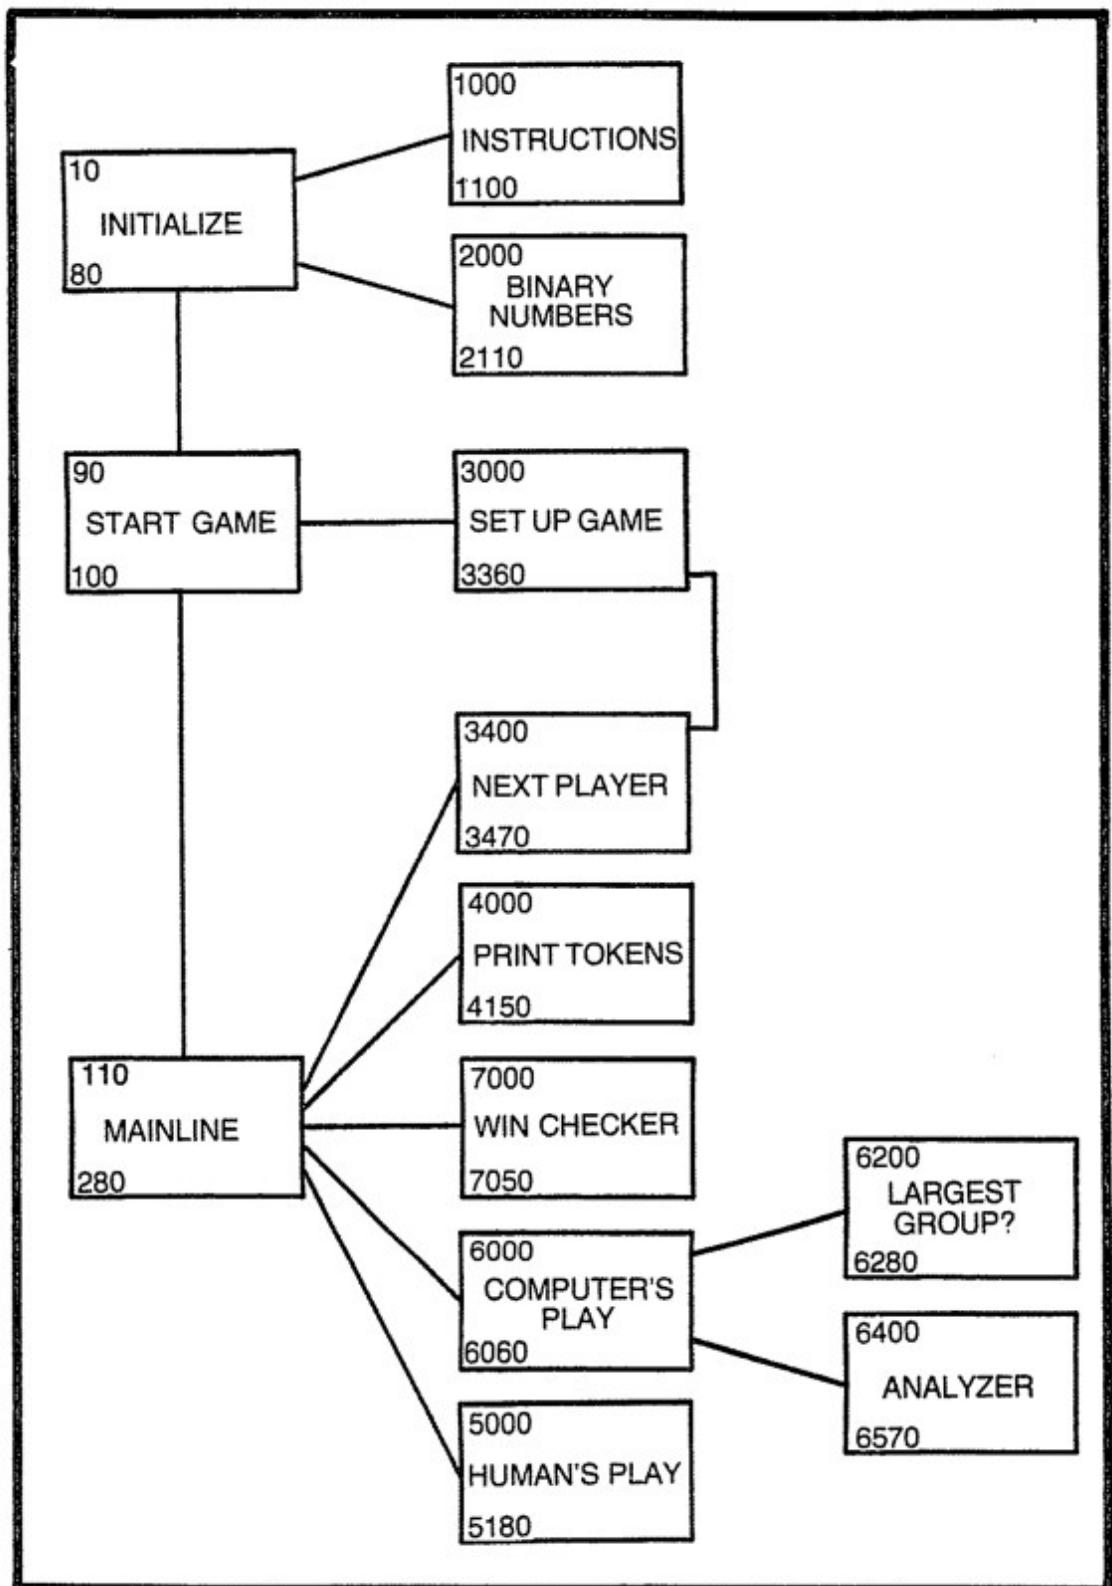 1000
INSTRUCTIONS
1100
10
INITIALIZE
80
2000
BINARY
NUMBERS
2110
90
START GAME
100
3000
SET UP GAME
3360
3400
NEXT PLAYER
3470
4000
PRINT TOKENS
4150
110
MAINLINE
280
7000
WIN CHECKER
7050
6200
LARGEST
GROUP?
6280
6000
COMPUTER'S
PLAY
6060
6400
ANALYZER
6570
5000
HUMAN'S PLAY
5180